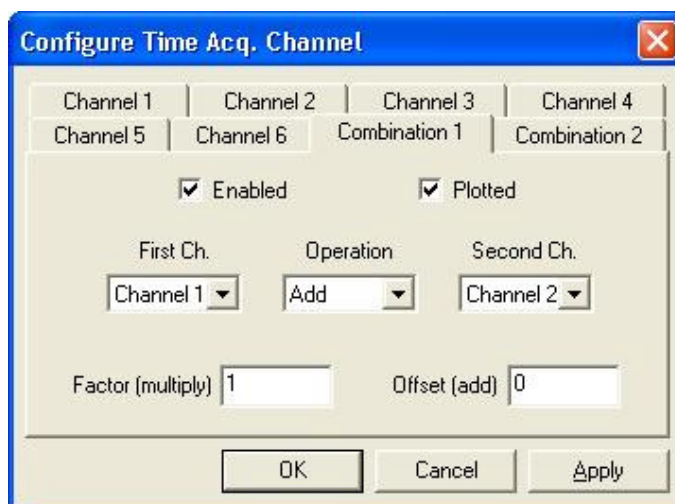 Configure Time Acq. Channel
Channel 1 Channel 2 Channel 3 Channel 4
Channel 5 Channel 6 Combination 1 Combination 2
Enabled Plotted
First Ch. Operation Second Ch.
Channel 1 Add Channel 2
Factor (multiply) 1 Offset (add) 0
OK Cancel Apply